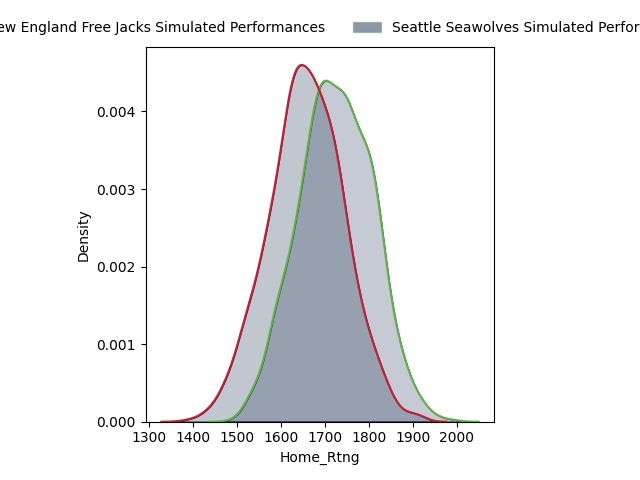 ew England Free Jacks Simulated Performances
Seattle Seawolves Simulated Perfor
0.004
0.003
0.002
0.001
0.000
Density
1300 1400 1500 1600 1700 1800 1900 2000
Home_Rtng